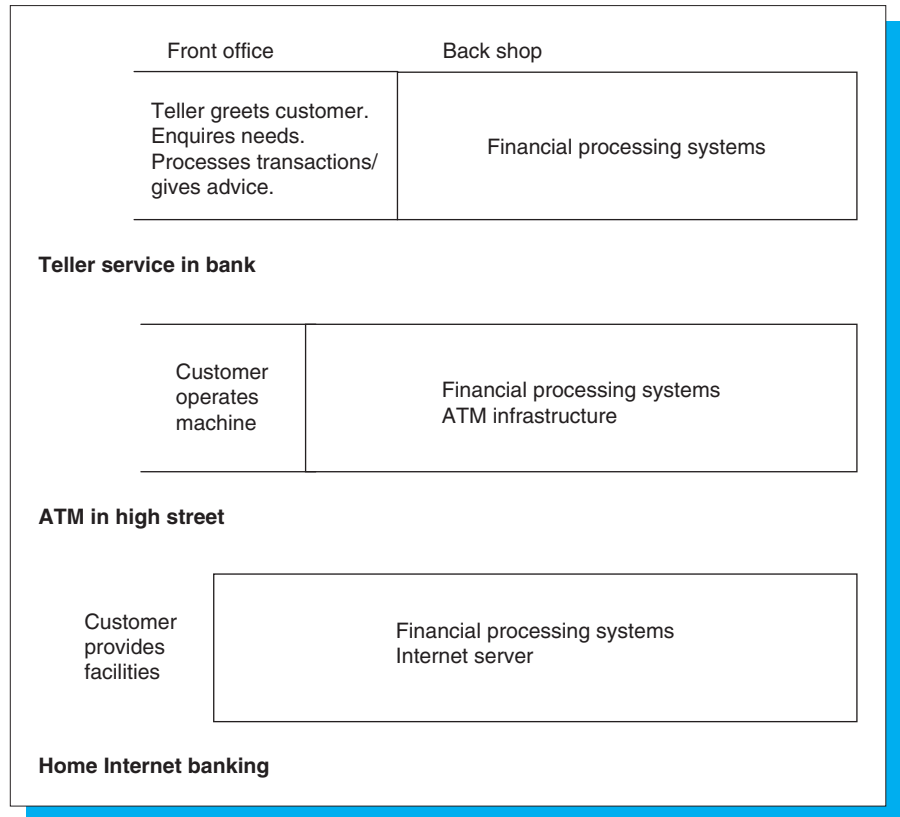 Front office
Back shop
Teller greets customer.
Enquires needs.
Processes transactions/
gives advice.
Financial processing systems
Teller service in bank
Customer
operates
machine
Financial processing systems
ATM infrastructure
ATM in high street
Customer
provides
facilities
Financial processing systems
Internet server
Home Internet banking